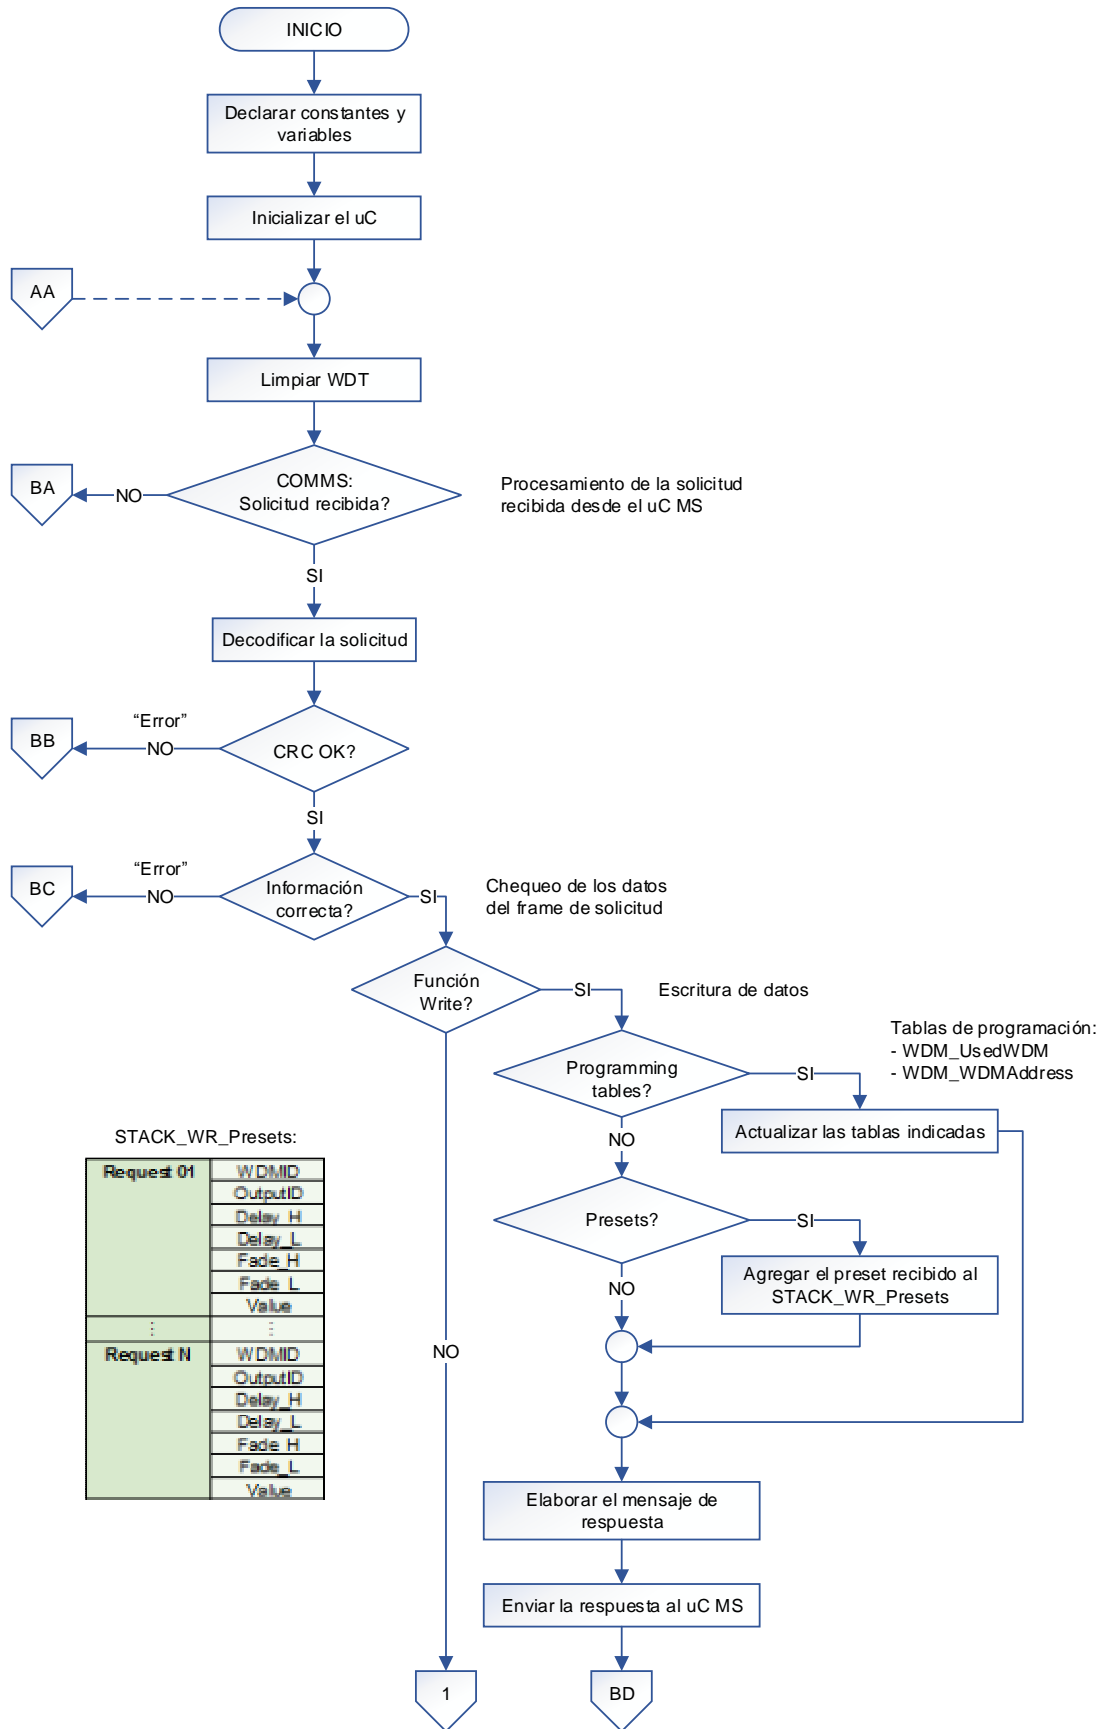 INICIO
Declarar constantes y
variables
Inicializar el uC
AA
Limpiar WDT
COMMS:
Solicitud recibida?
BA
NO
Procesamiento de la solicitud
recibida desde el uC MS
SI
Decodificar la solicitud
“Error”
BB
NO
CRC OK?
SI
“Error”
BC
NO
Información
correcta?
SI
Chequeo de los datos
del frame de solicitud
Función
Write?
SI
Escritura de datos
Tablas de programación:
- WDM_UsedWDM
- WDM_WDMAddress
Programming
tables?
SI
Actualizar las tablas indicadas
NO
STACK_WR_Presets:
Request 01
WDMID
OutputID
Delay_H
Delay_L
Fade_H
Fade_L
Value
⋮
⋮
Request N
WDMID
OutputID
Delay_H
Delay_L
Fade_H
Fade_L
Value
Presets?
SI
Agregar el preset recibido al
STACK_WR_Presets
NO
NO
Elaborar el mensaje de
respuesta
Enviar la respuesta al uC MS
1
BD